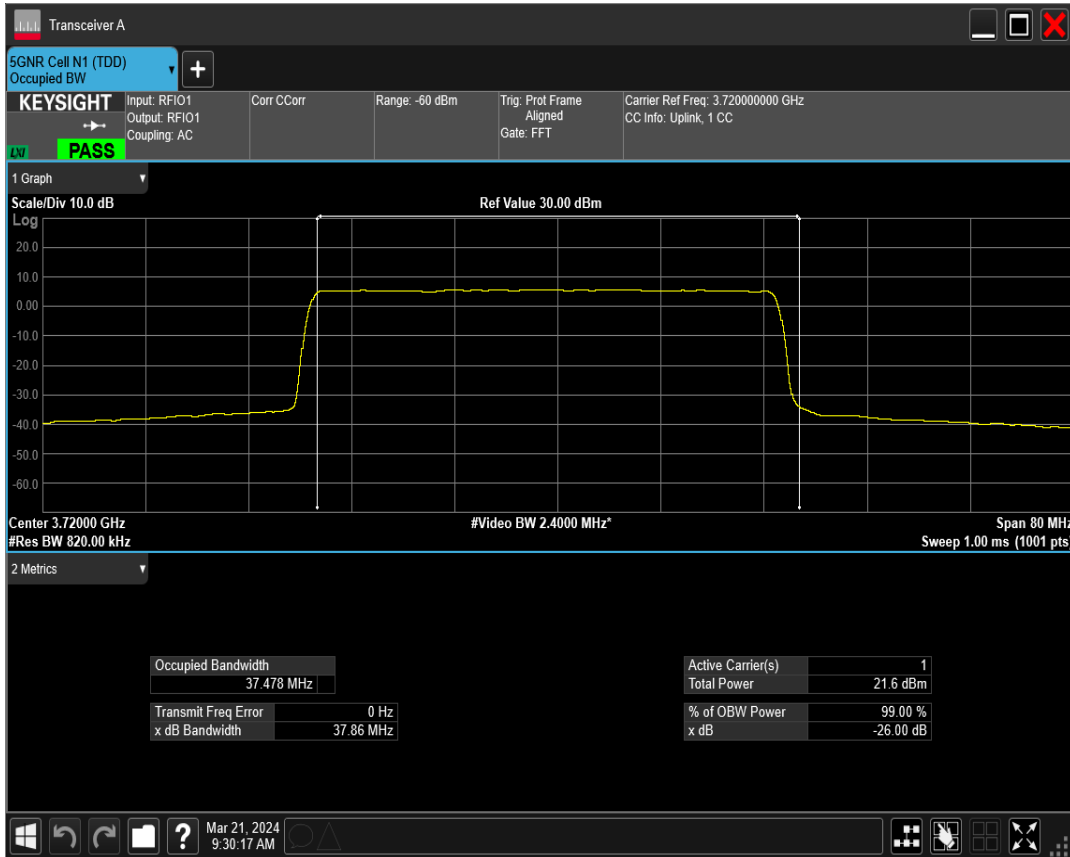 Transceiver A
5GNR Cell N1 (TDD)
Occupied BW
+
KEYSIGHT
LXI
PASS
Input: RFIO1
Output: RFIO1
Coupling: AC
Corr CCorr
Range: -60 dBm
Trig: Prot Frame
Aligned
Gate: FFT
Carrier Ref Freq: 3.720000000 GHz
CC Info: Uplink, 1 CC
1 Graph
Scale/Div 10.0 dB
Ref Value 30.00 dBm
Log
20.0
10.0
0.00
-10.0
-20.0
-30.0
-40.0
-50.0
-60.0
Center 3.72000 GHz
#Video BW 2.4000 MHz*
Span 80 MHz
#Res BW 820.00 kHz
Sweep 1.00 ms (1001 pts)
2 Metrics
Occupied Bandwidth
37.478 MHz
Transmit Freq Error 0 Hz
x dB Bandwidth 37.86 MHz
Active Carrier(s) 1
Total Power 21.6 dBm
% of OBW Power 99.00 %
x dB -26.00 dB
?
Mar 21, 2024
9:30:17 AM